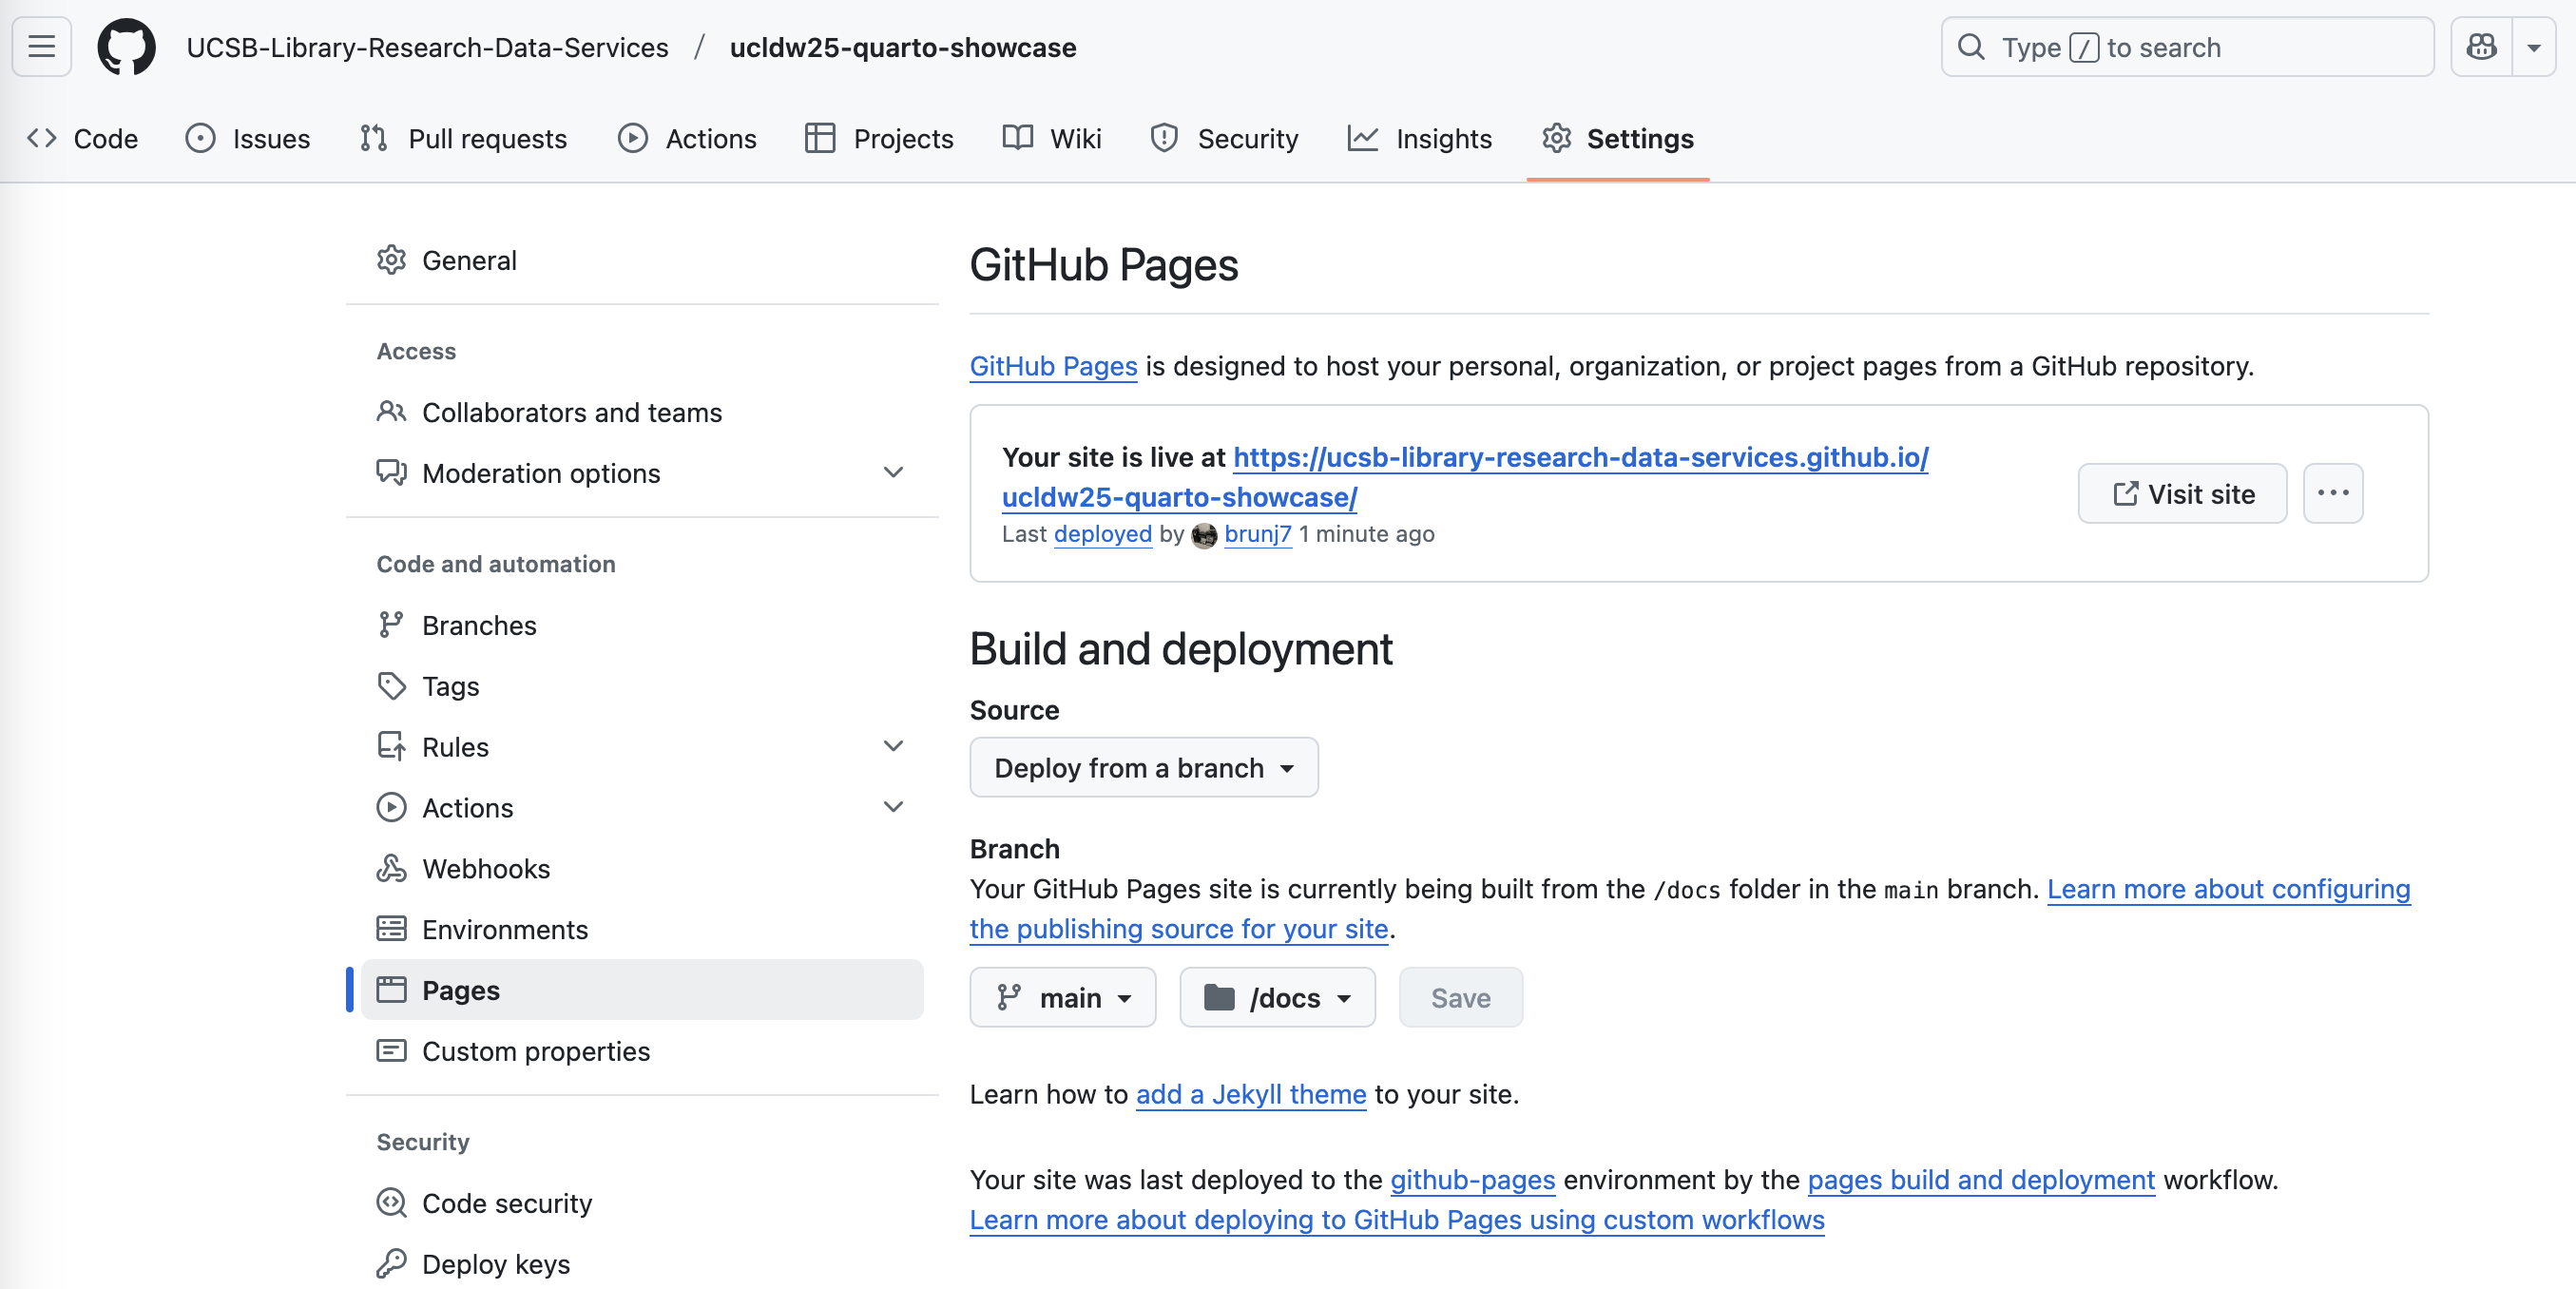 UCSB-Library-Research-Data-Services / ucldw25-quarto-showcase
Type / to search
Code
Issues
Pull requests
Actions
Projects
Wiki
Security
Insights
Settings
General
Access
Collaborators and teams
Moderation options
Code and automation
Branches
Tags
Rules
Actions
Webhooks
Environments
Pages
Custom properties
Security
Code security
Deploy keys
GitHub Pages
GitHub Pages is designed to host your personal, organization, or project pages from a GitHub repository.
Your site is live at https://ucsb-library-research-data-services.github.io/
ucldw25-quarto-showcase/
Last deployed by brunj7 1 minute ago
Visit site
Build and deployment
Source
Deploy from a branch
Branch
Your GitHub Pages site is currently being built from the /docs folder in the main branch. Learn more about configuring
the publishing source for your site.
main
/docs
Save
Learn how to add a Jekyll theme to your site.
Your site was last deployed to the github-pages environment by the pages build and deployment workflow.
Learn more about deploying to GitHub Pages using custom workflows